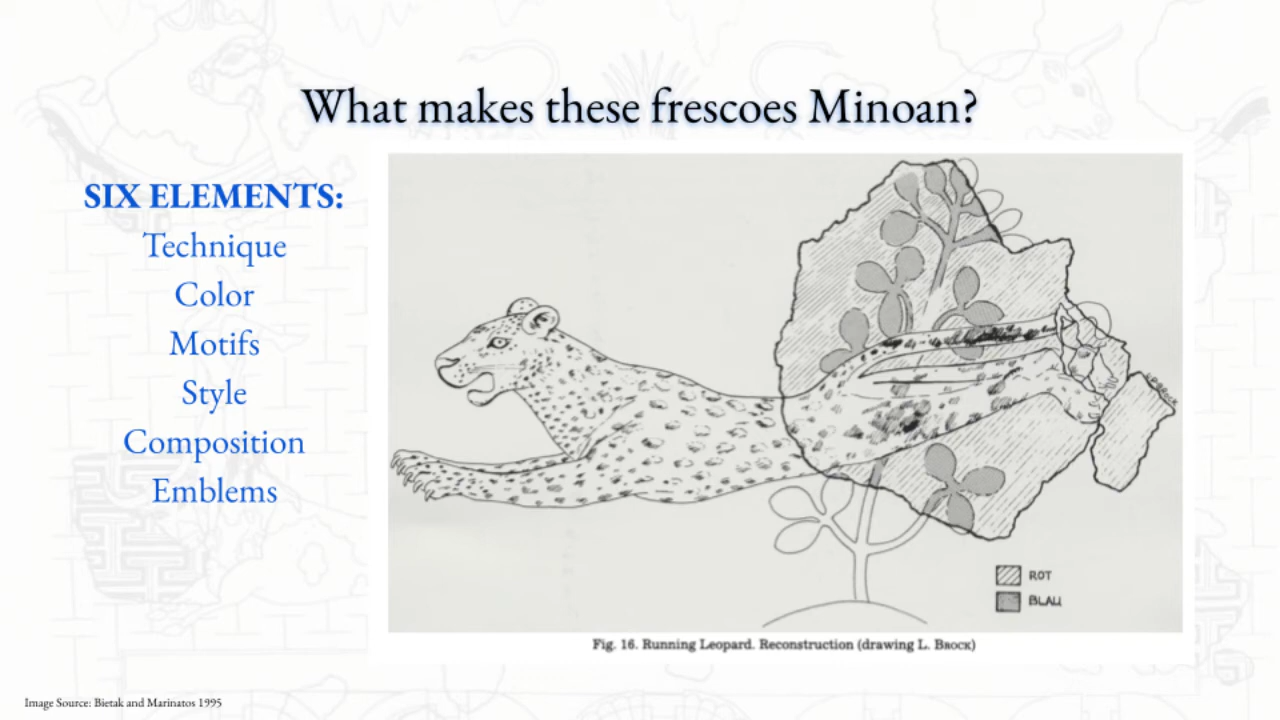 What makes these frescoes Minoan?
SIX ELEMENTS:
Technique
Color
Motifs
Style
Composition
Emblems
ROT
BLAU
Fig. 16. Running Leopard. Reconstruction (drawing L. BROCK)
Image Source: Bietak and Marinatos 1995